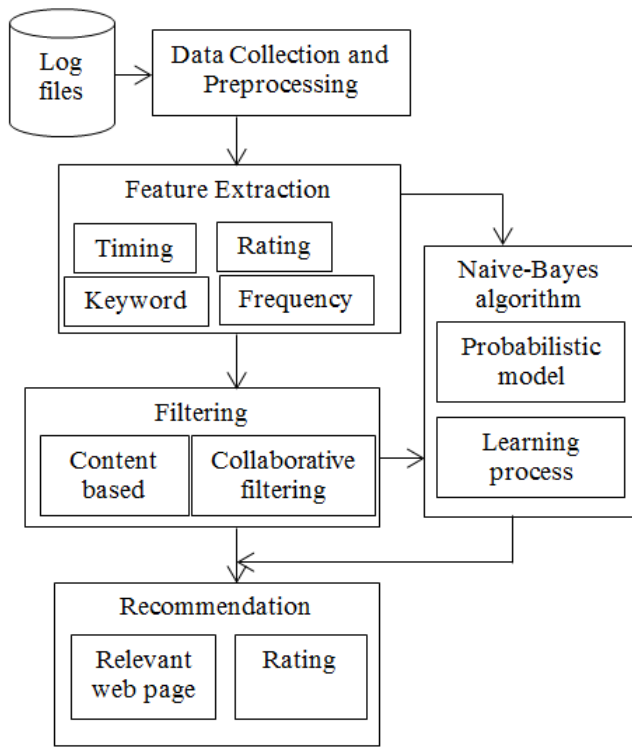 Log
files
Data Collection and
Preprocessing
Feature Extraction
Timing
Rating
Keyword
Frequency
Naive-Bayes
algorithm
Probabilistic
model
Learning
process
Filtering
Content
based
Collaborative
filtering
Recommendation
Relevant
web page
Rating